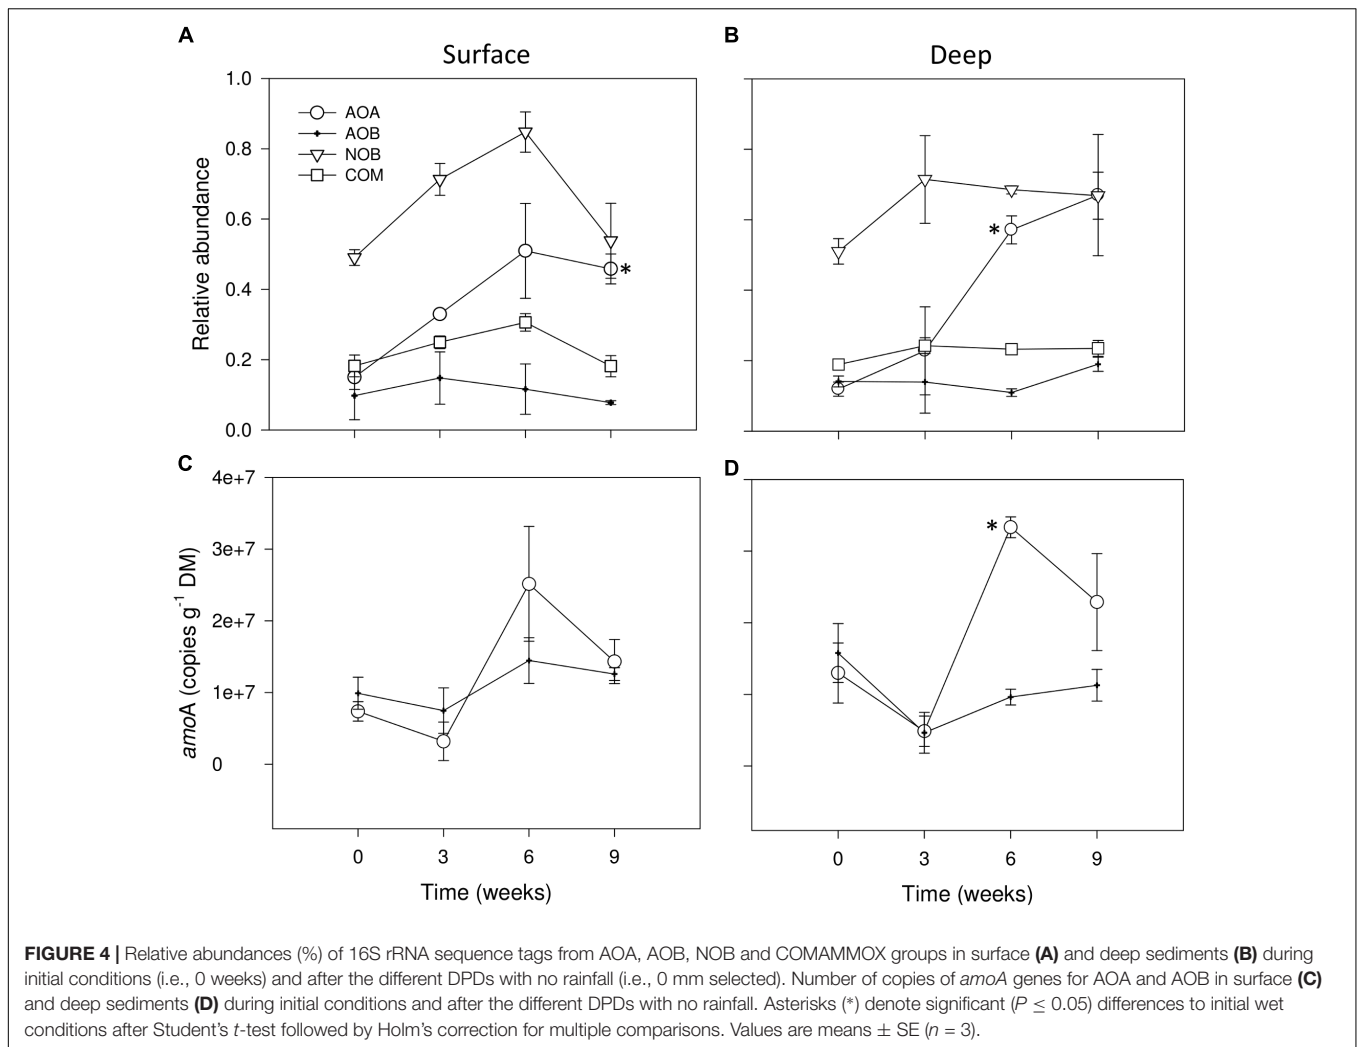 A
Surface
B
Deep
1.0
0.8
0.6
0.4
0.2
0.0
Relative abundance
AOA
AOB
NOB
COM
*
*
C
D
4e+7
3e+7
2e+7
1e+7
0
amoA (copies g-1 DM)
*
0 3 6 9
0 3 6 9
Time (weeks)
Time (weeks)
FIGURE 4 | Relative abundances (%) of 16S rRNA sequence tags from AOA, AOB, NOB and COMAMMOX groups in surface (A) and deep sediments (B) during
initial conditions (i.e., 0 weeks) and after the different DPDs with no rainfall (i.e., 0 mm selected). Number of copies of amoA genes for AOA and AOB in surface (C)
and deep sediments (D) during initial conditions and after the different DPDs with no rainfall. Asterisks (*) denote significant (P ≤ 0.05) differences to initial wet
conditions after Student's t-test followed by Holm's correction for multiple comparisons. Values are means ± SE (n = 3).